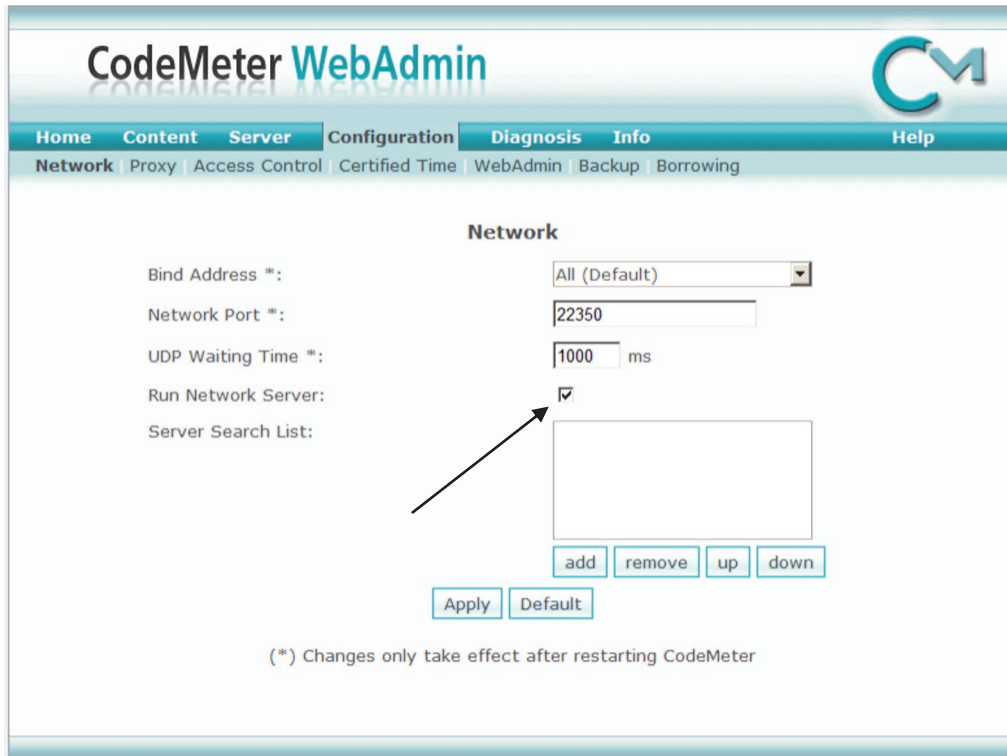 CodeMeter WebAdmin
CM
Home Content Server Configuration Diagnosis Info Help
Network | Proxy | Access Control | Certified Time | WebAdmin | Backup | Borrowing
Network
Bind Address *: All (Default)
Network Port *: 22350
UDP Waiting Time *: 1000 ms
Run Network Server:
Server Search List:
add remove up down
Apply Default
(*) Changes only take effect after restarting CodeMeter